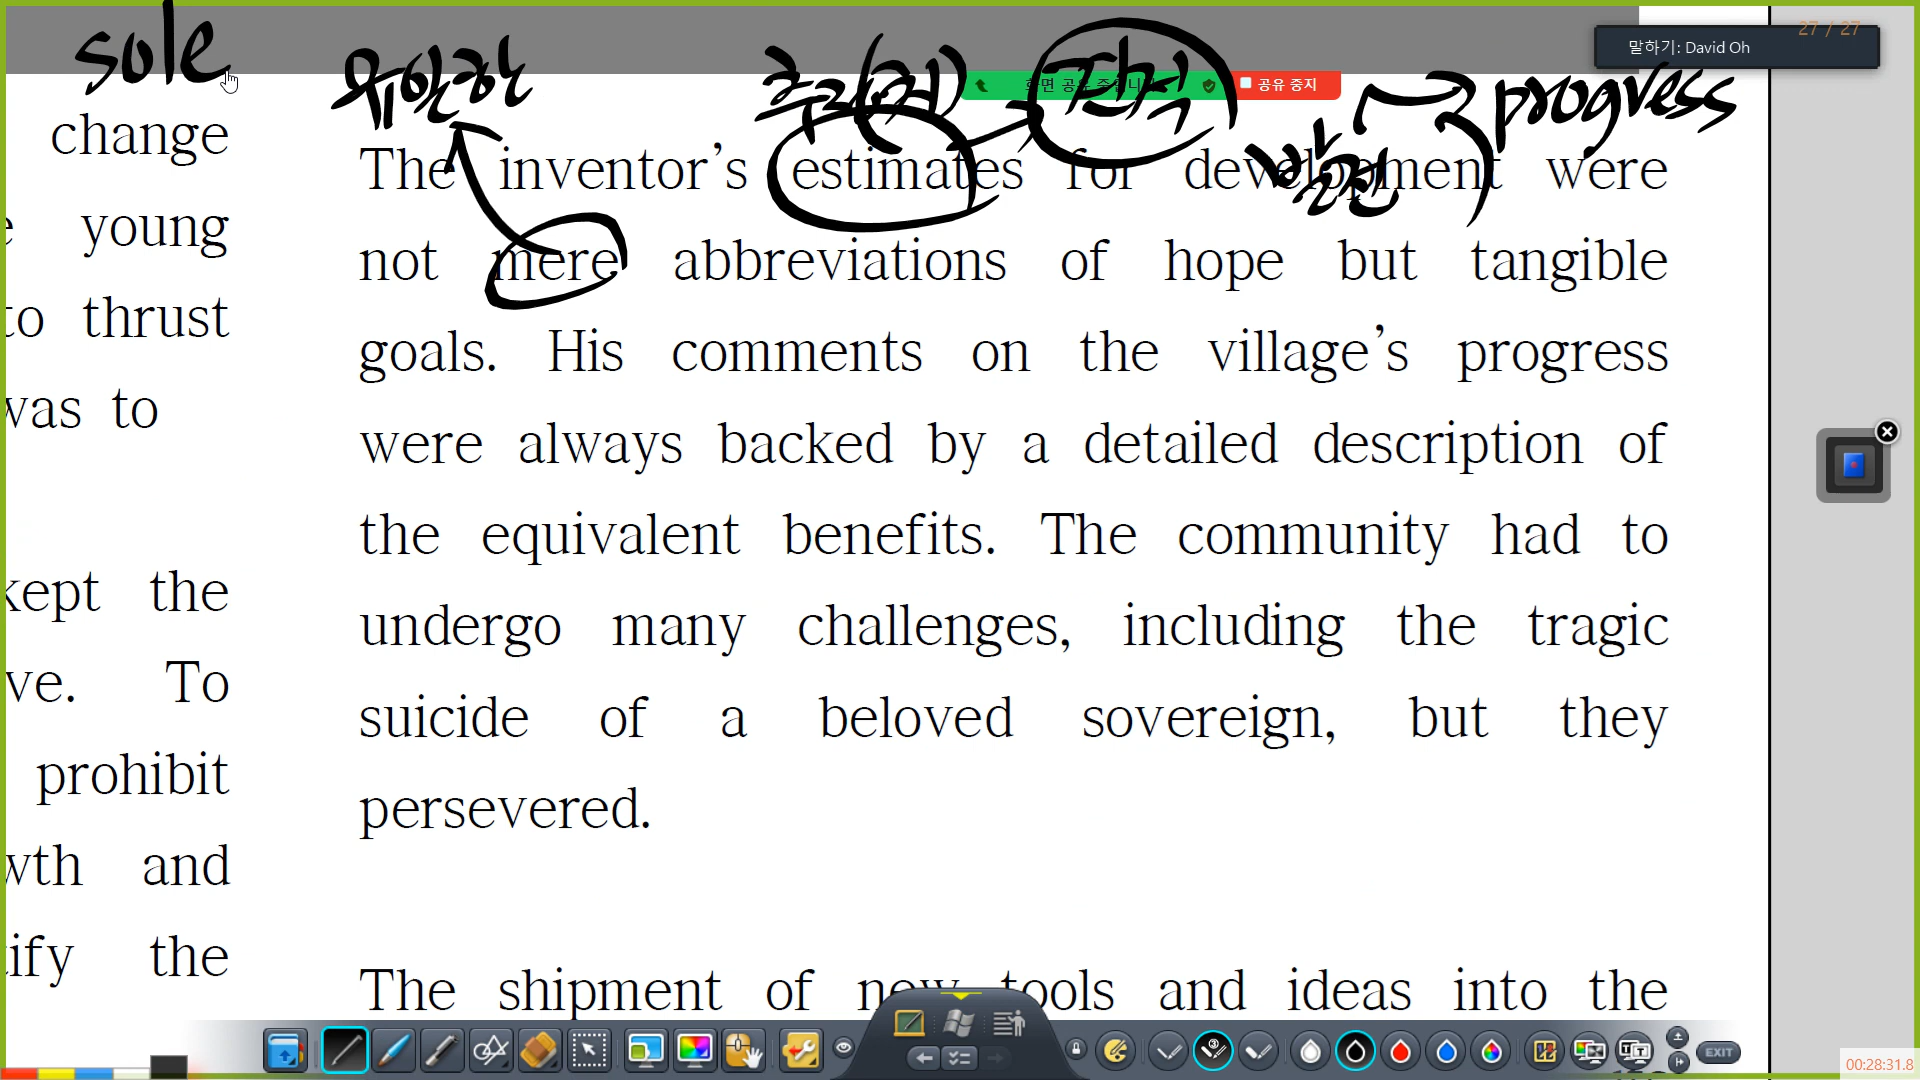 sole
유일한
추정(치)
견적
발전
progress
27 / 27
말하기: David Oh
공유 중지
change
young
to thrust
was to
kept the
ve. To
prohibit
wth and
ify the
The inventor's estimates for development were
not mere abbreviations of hope but tangible
goals. His comments on the village's progress
were always backed by a detailed description of
the equivalent benefits. The community had to
undergo many challenges, including the tragic
suicide of a beloved sovereign, but they
persevered.
The shipment of new tools and ideas into the
EXIT
00:28:31.8